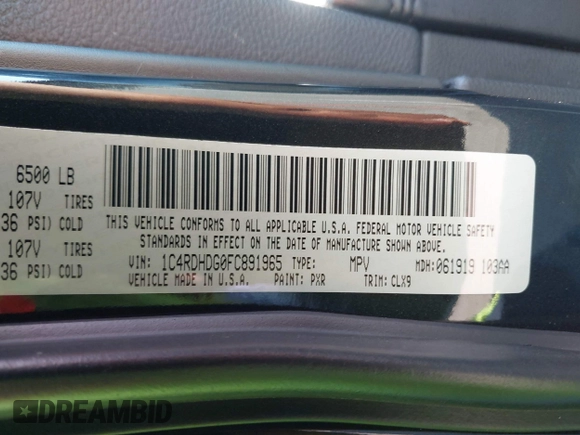 6500 LB
107V TIRES
36 PSI) COLD
107V TIRES
36 PSI) COLD
THIS VEHICLE CONFORMS TO ALL APPLICABLE U.S.A. FEDERAL MOTOR VEHICLE SAFETY
STANDARDS IN EFFECT ON THE DATE OF MANUFACTURE SHOWN ABOVE.
VIN: 1C4RDHDG0FC891965 TYPE: MPV MDH: 061919 103AA
VEHICLE MADE IN U.S.A. PAINT: PXR TRIM: CLX9
DREAMBID